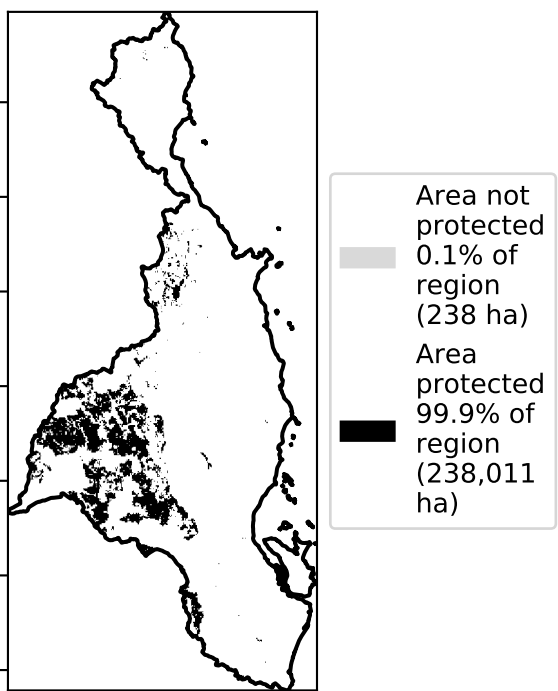 Area not
protected
0.1% of
region
(238 ha)
Area
protected
99.9% of
region
(238,011
ha)